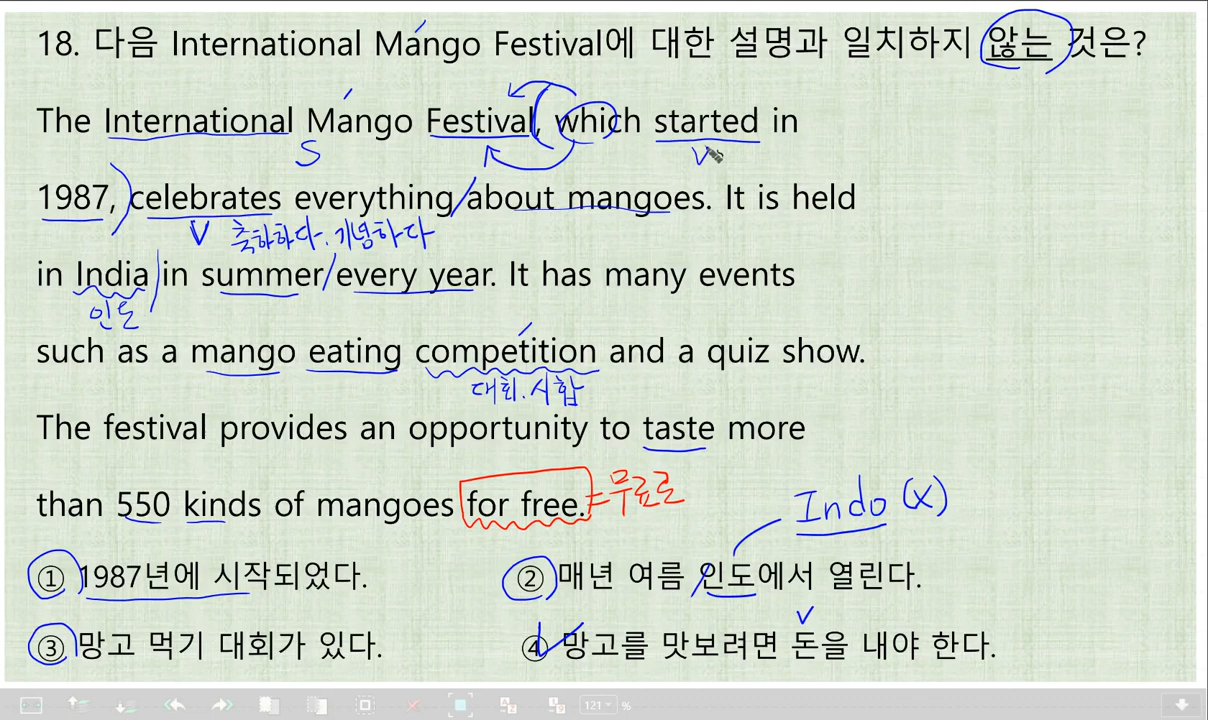 18. 다음 International Mango Festival에 대한 설명과 일치하지 않는 것은?
The International Mango Festival, which started in
S V
1987, celebrates everything about mangoes. It is held
V 축하하다. 기념하다
in India in summer every year. It has many events
인도
such as a mango eating competition and a quiz show.
대회. 시합
The festival provides an opportunity to taste more
than 550 kinds of mangoes for free. = 무료로
Indo (x)
① 1987년에 시작되었다. ② 매년 여름 인도에서 열린다.
③ 망고 먹기 대회가 있다. ④ 망고를 맛보려면 돈을 내야 한다.
121 %